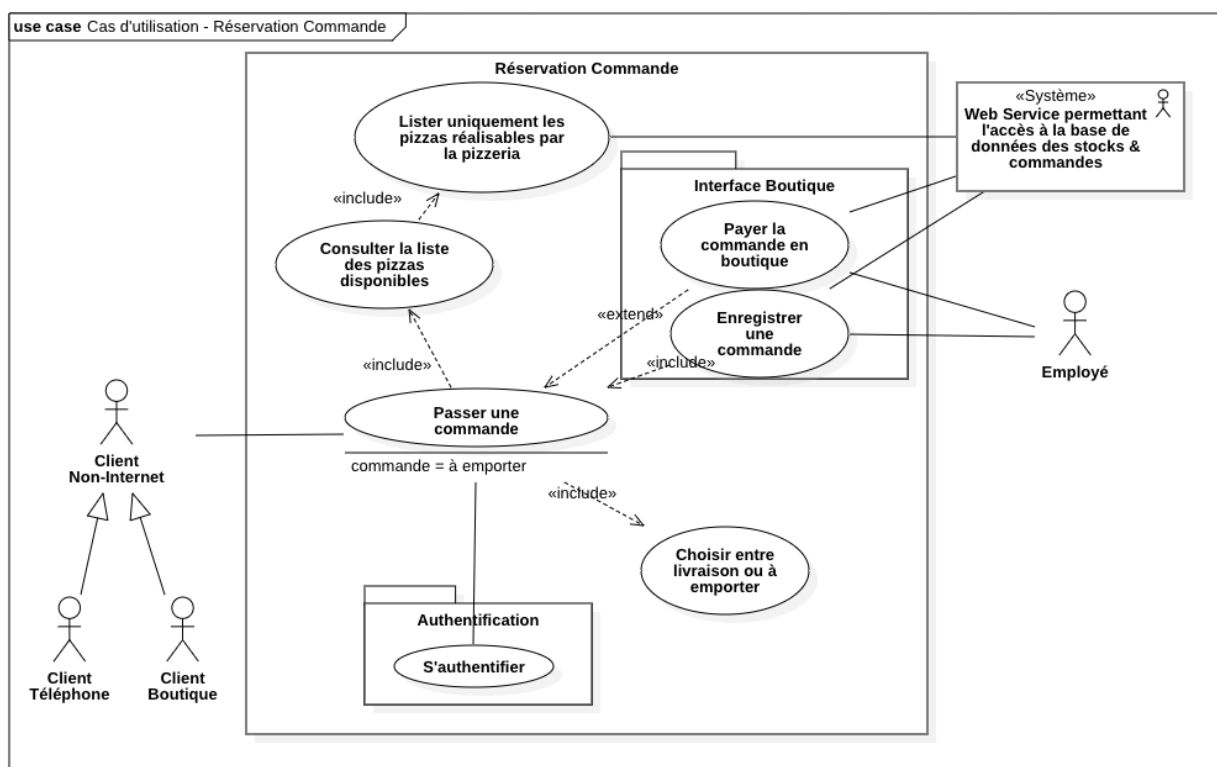 use case Cas d'utilisation - Réservation Commande
Réservation Commande
Lister uniquement les
pizzas réalisables par
la pizzeria
«Système»
Web Service permettant
l'accès à la base de
données des stocks &
commandes
Interface Boutique
«include»
Payer la
commande en
boutique
Consulter la liste
des pizzas
disponibles
«extend»
Enregistrer
une
commande
«include»
«include»
Employé
Passer une
commande
commande = à emporter
Client
Non-Internet
«include»
Choisir entre
livraison ou à
emporter
Authentification
S'authentifier
Client
Téléphone
Client
Boutique